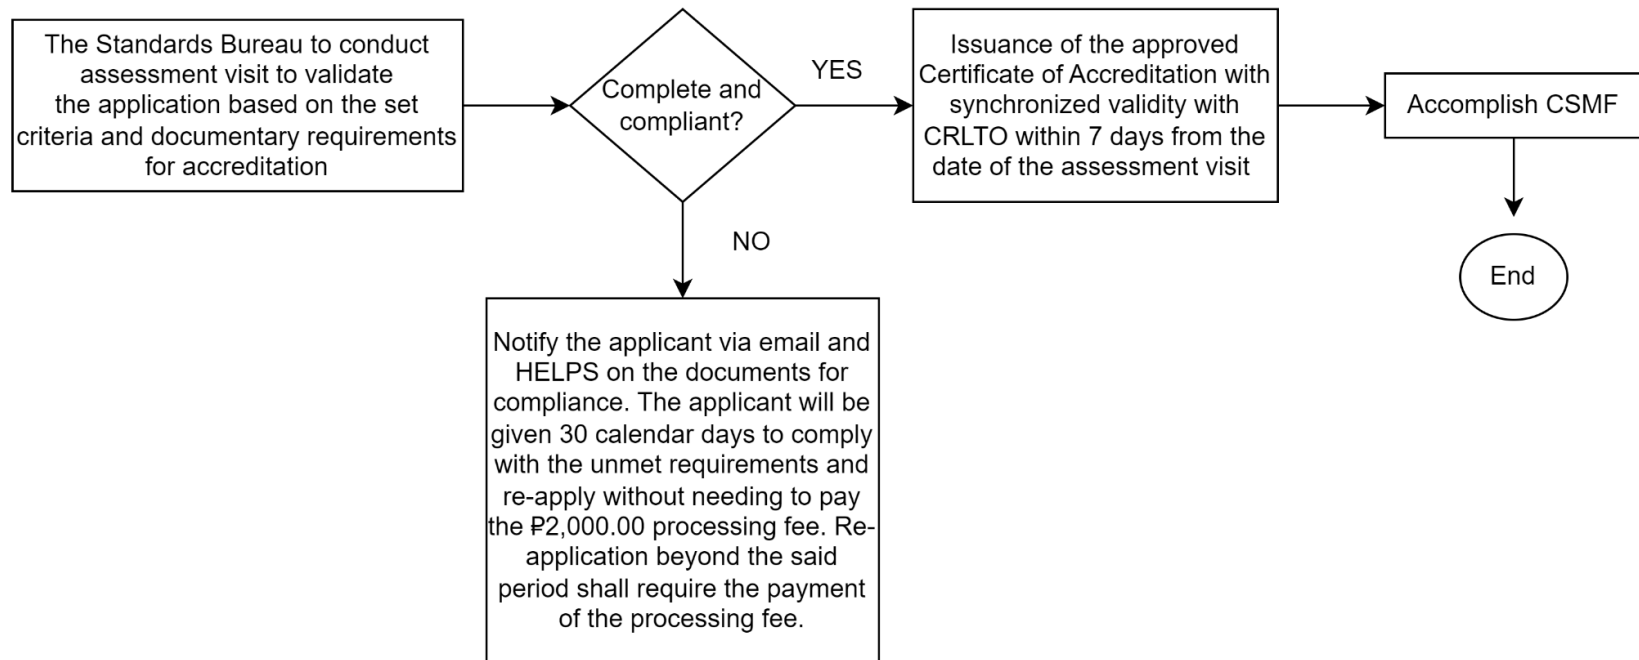 The Standards Bureau to conduct
assessment visit to validate
the application based on the set
criteria and documentary requirements
for accreditation
Complete and
compliant?
YES
Issuance of the approved
Certificate of Accreditation with
synchronized validity with
CRLTO within 7 days from the
date of the assessment visit
Accomplish CSMF
End
NO
Notify the applicant via email and
HELPS on the documents for
compliance. The applicant will be
given 30 calendar days to comply
with the unmet requirements and
re-apply without needing to pay
the ₽2,000.00 processing fee. Re-
application beyond the said
period shall require the payment
of the processing fee.